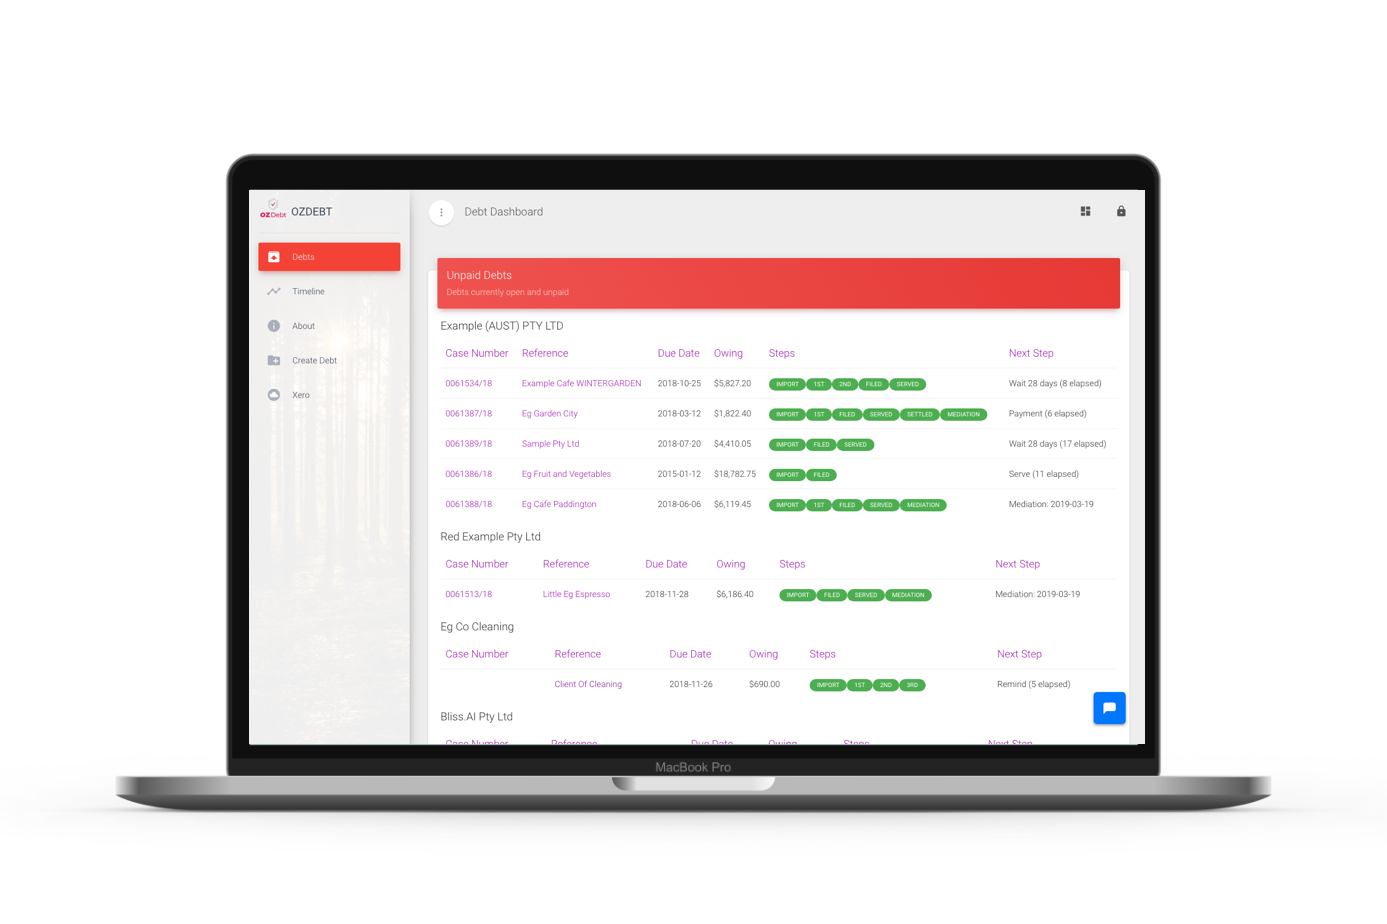 OZDebt OZDEBT
Debts
Timeline
About
Create Debt
Xero
Debt Dashboard
Unpaid Debts
Debts currently open and unpaid
Example (AUST) PTY LTD
Case Number Reference Due Date Owing Steps Next Step
0061534/18 Example Cafe WINTERGARDEN 2018-10-25 $5,827.20 IMPORT 1ST 2ND FILED SERVED Wait 28 days (8 elapsed)
0061387/18 Eg Garden City 2018-03-12 $1,822.40 IMPORT 1ST FILED SERVED SETTLED MEDIATION Payment (6 elapsed)
0061389/18 Sample Pty Ltd 2018-07-20 $4,410.05 IMPORT FILED SERVED Wait 28 days (17 elapsed)
0061386/18 Eg Fruit and Vegetables 2015-01-12 $18,782.75 IMPORT FILED Serve (11 elapsed)
0061388/18 Eg Cafe Paddington 2018-06-06 $6,119.45 IMPORT 1ST FILED SERVED MEDIATION Mediation: 2019-03-19
Red Example Pty Ltd
Case Number Reference Due Date Owing Steps Next Step
0061513/18 Little Eg Espresso 2018-11-28 $6,186.40 IMPORT FILED SERVED MEDIATION Mediation: 2019-03-19
Eg Co Cleaning
Case Number Reference Due Date Owing Steps Next Step
Client Of Cleaning 2018-11-26 $690.00 IMPORT 1ST 2ND 3RD Remind (5 elapsed)
Bliss.AI Pty Ltd
Case Number Reference Due Date Owing Steps Next Step
MacBook Pro